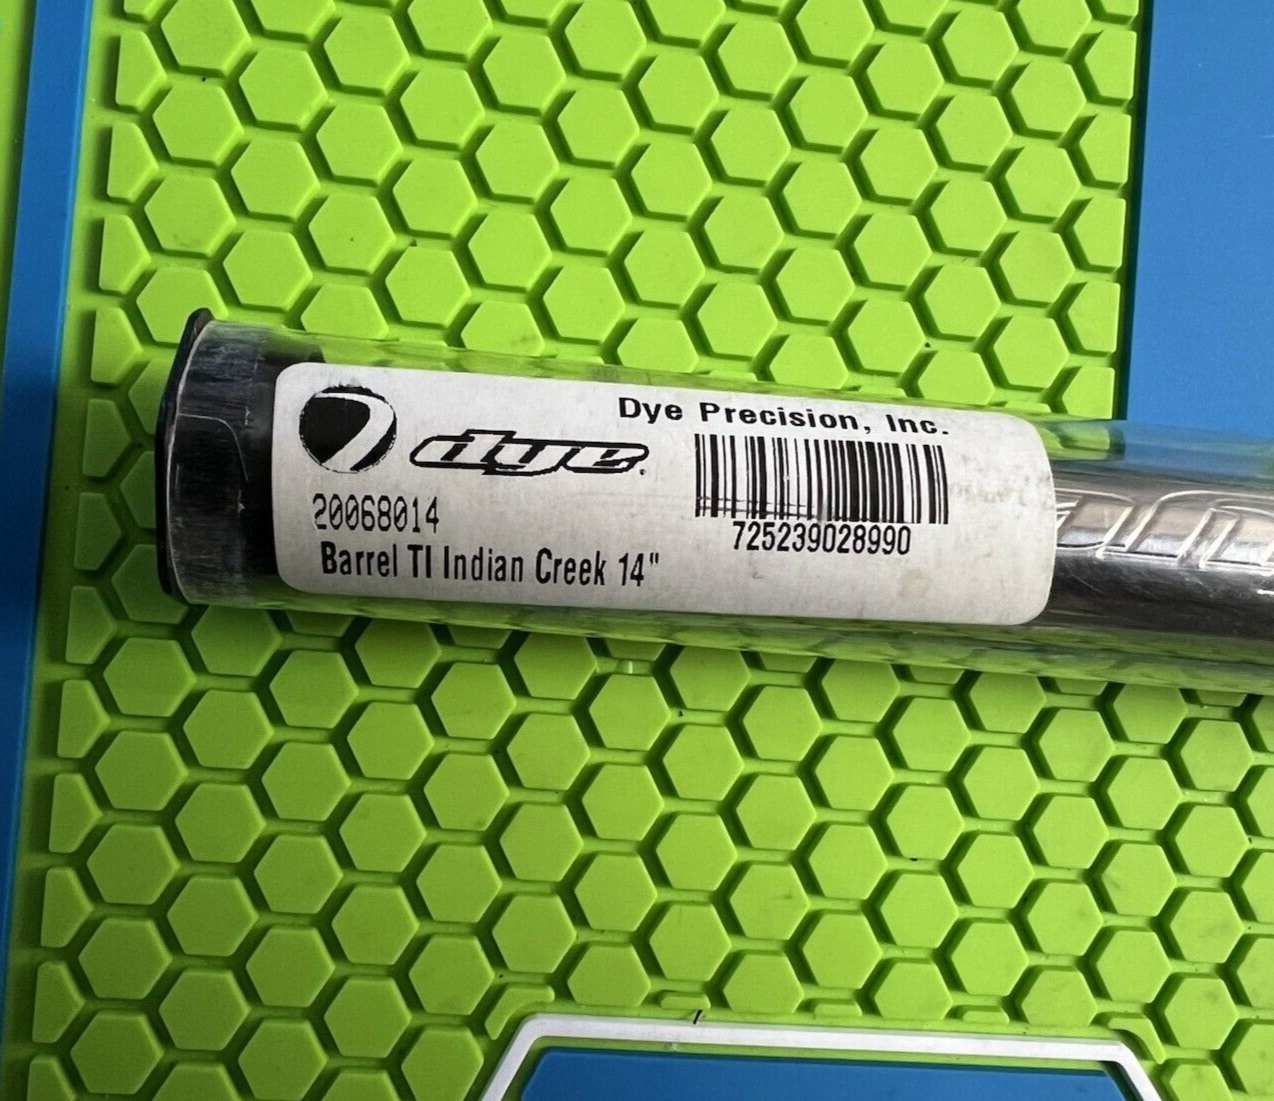 Dye Precision, Inc.
dye.
20068014
725239028990
Barrel TI Indian Creek 14"